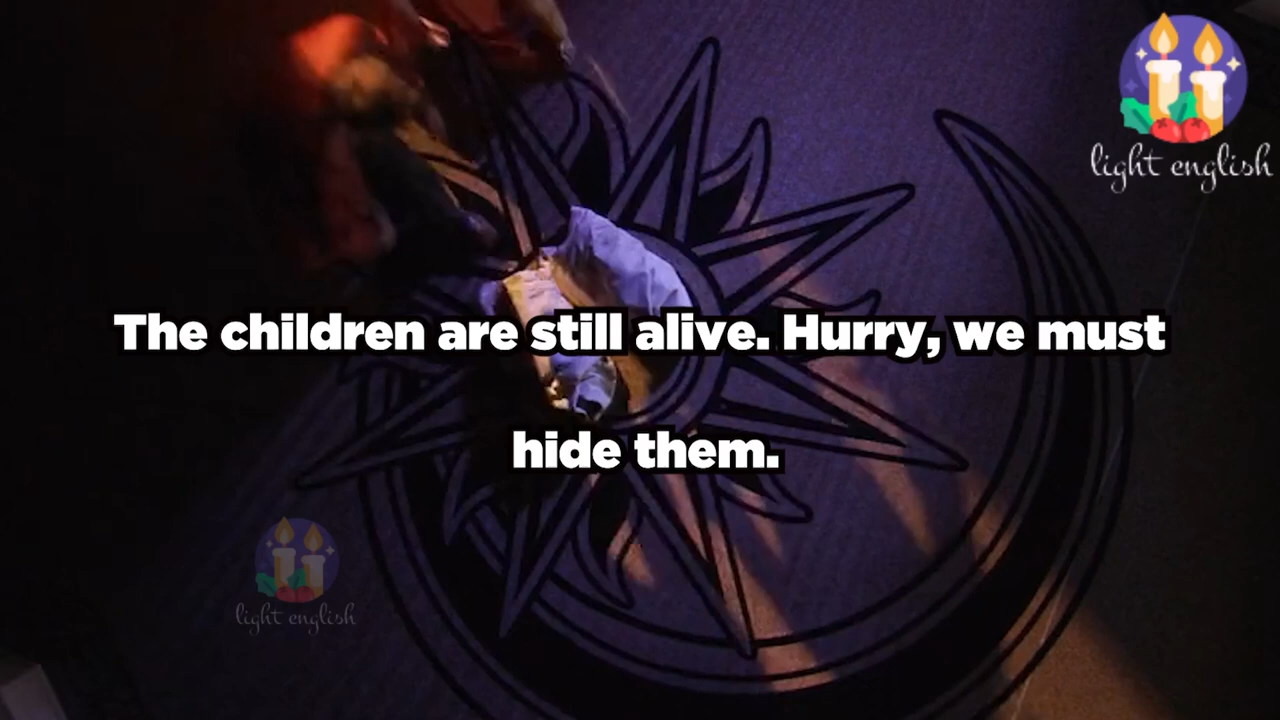 light english
The children are still alive. Hurry, we must
hide them.
light english